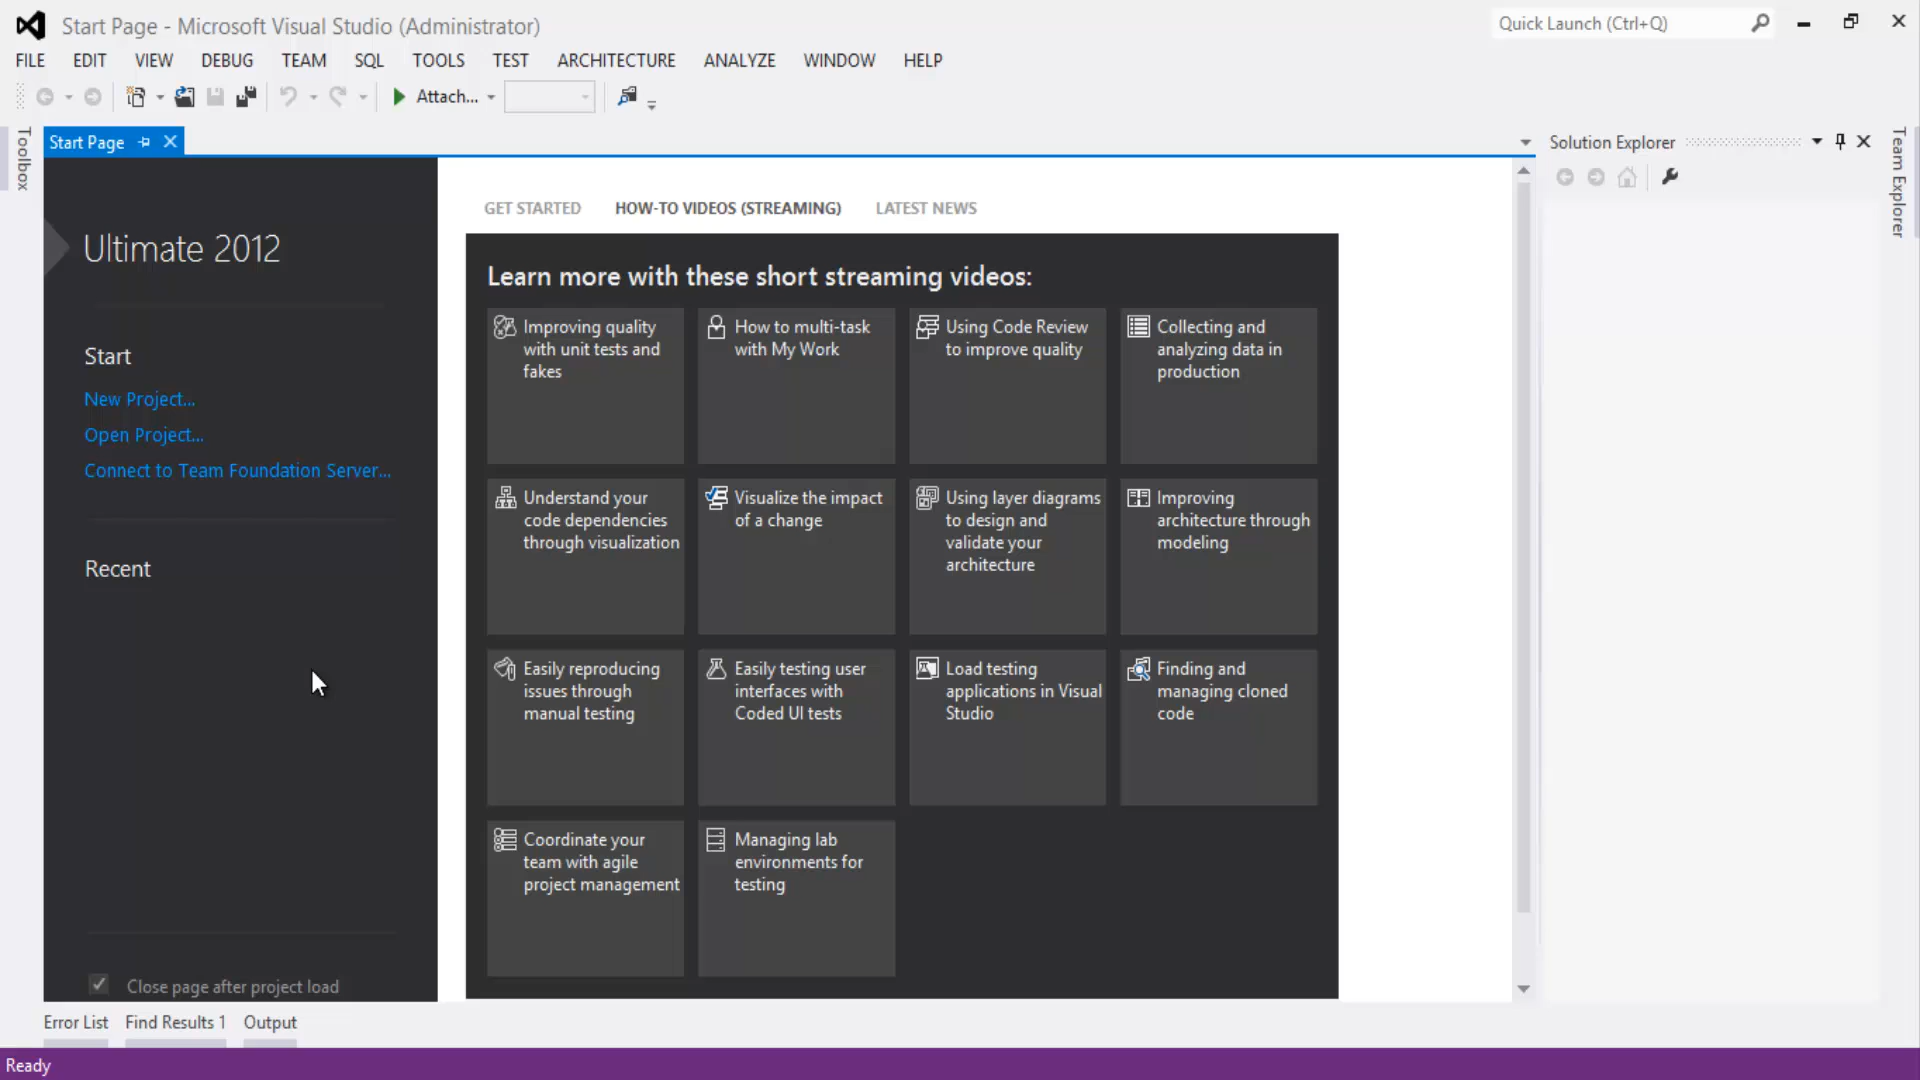 Start Page - Microsoft Visual Studio (Administrator)
Quick Launch (Ctrl+Q)
FILE EDIT VIEW DEBUG TEAM SQL TOOLS TEST ARCHITECTURE ANALYZE WINDOW HELP
Attach...
Toolbox
Start Page
Solution Explorer
Team Explorer
Ultimate 2012
Start
New Project...
Open Project...
Connect to Team Foundation Server...
Recent
Close page after project load
GET STARTED HOW-TO VIDEOS (STREAMING) LATEST NEWS
Learn more with these short streaming videos:
Improving quality
with unit tests and
fakes
How to multi-task
with My Work
Using Code Review
to improve quality
Collecting and
analyzing data in
production
Understand your
code dependencies
through visualization
Visualize the impact
of a change
Using layer diagrams
to design and
validate your
architecture
Improving
architecture through
modeling
Easily reproducing
issues through
manual testing
Easily testing user
interfaces with
Coded UI tests
Load testing
applications in Visual
Studio
Finding and
managing cloned
code
Coordinate your
team with agile
project management
Managing lab
environments for
testing
Error List Find Results 1 Output
Ready